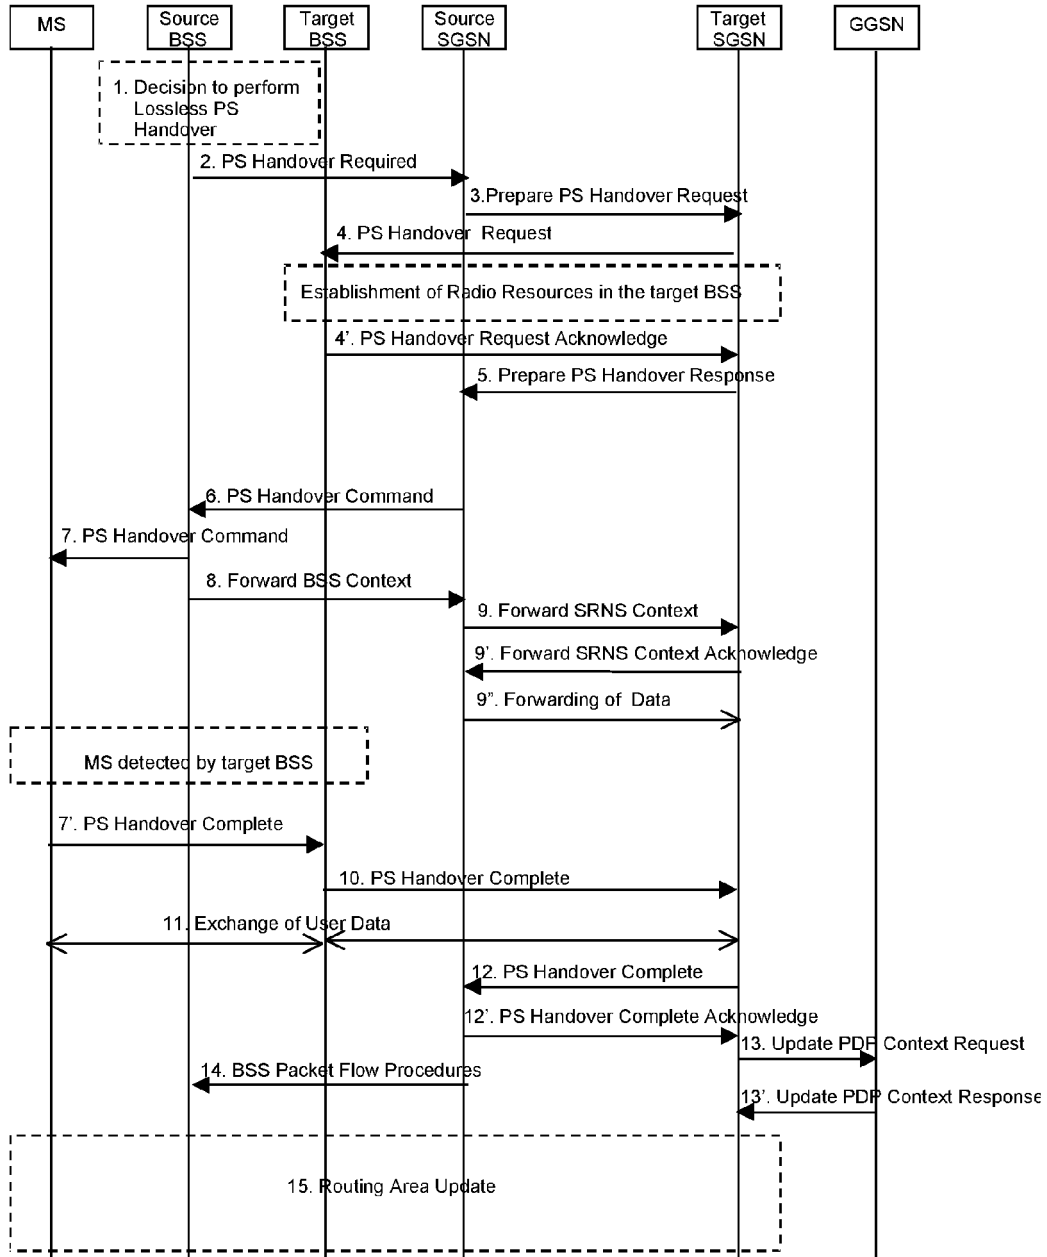 MS
Source
BSS
Target
BSS
Source
SGSN
Target
SGSN
GGSN
1. Decision to perform
Lossless PS
Handover
2. PS Handover Required
3.Prepare PS Handover Request
4. PS Handover Request
Establishment of Radio Resources in the target BSS
4'. PS Handover Request Acknowledge
5. Prepare PS Handover Response
6. PS Handover Command
7. PS Handover Command
8. Forward BSS Context
9. Forward SRNS Context
9'. Forward SRNS Context Acknowledge
9”. Forwarding of Data
MS detected by target BSS
7'. PS Handover Complete
10. PS Handover Complete
11. Exchange of User Data
12. PS Handover Complete
12'. PS Handover Complete Acknowledge
13. Update PDP Context Request
14. BSS Packet Flow Procedures
13'. Update PDP Context Response
15. Routing Area Update